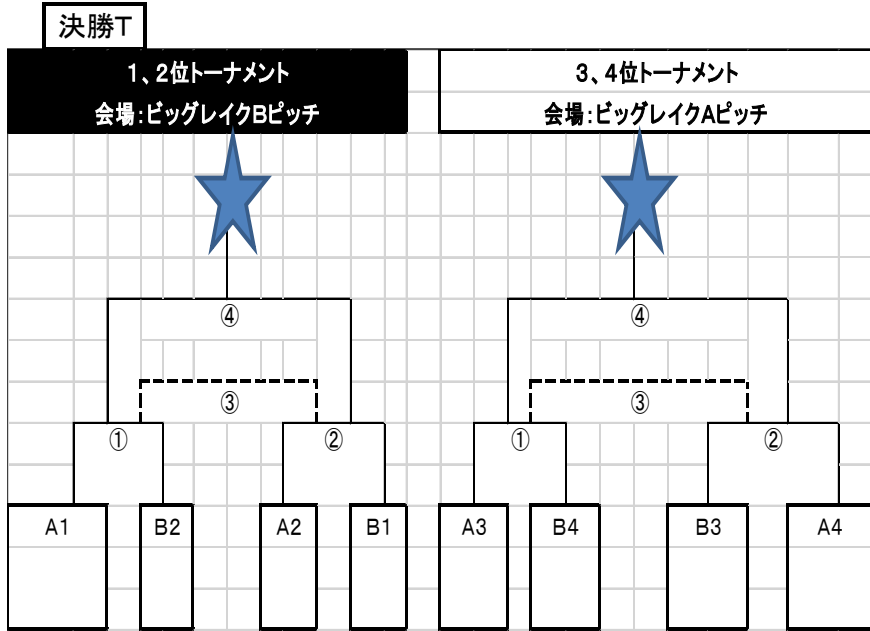 決勝T
1、2位トーナメント
会場:ビッグレイクBピッチ
3、4位トーナメント
会場:ビッグレイクAピッチ
④
④
③
③
①
②
①
②
A1
B2
A2
B1
A3
B4
B3
A4